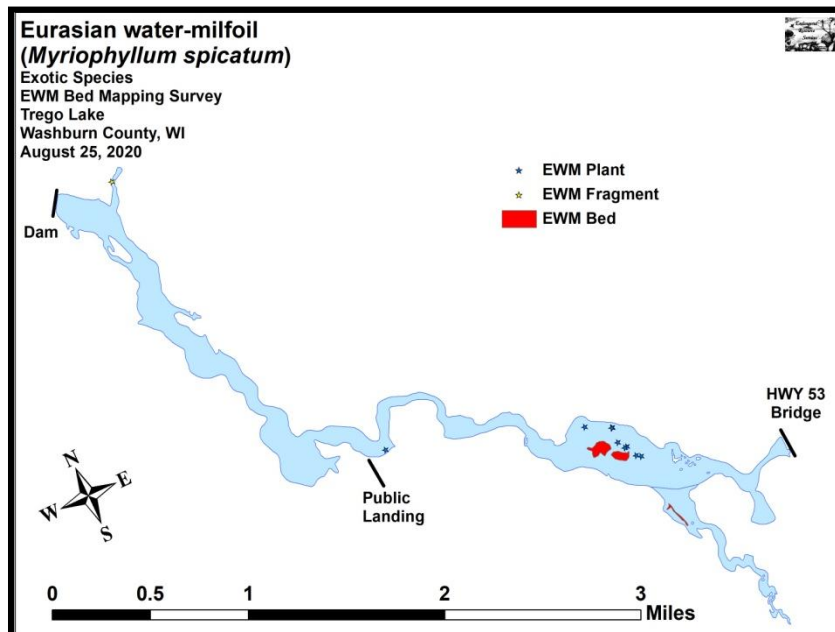 Eurasian water-milfoil
(Myriophyllum spicatum)
Exotic Species
EWM Bed Mapping Survey
Trego Lake
Washburn County, WI
August 25, 2020
EWM Plant
EWM Fragment
EWM Bed
Dam
HWY 53
Bridge
Public
Landing
N
E
W
S
0 0.5 1 2 3
Miles